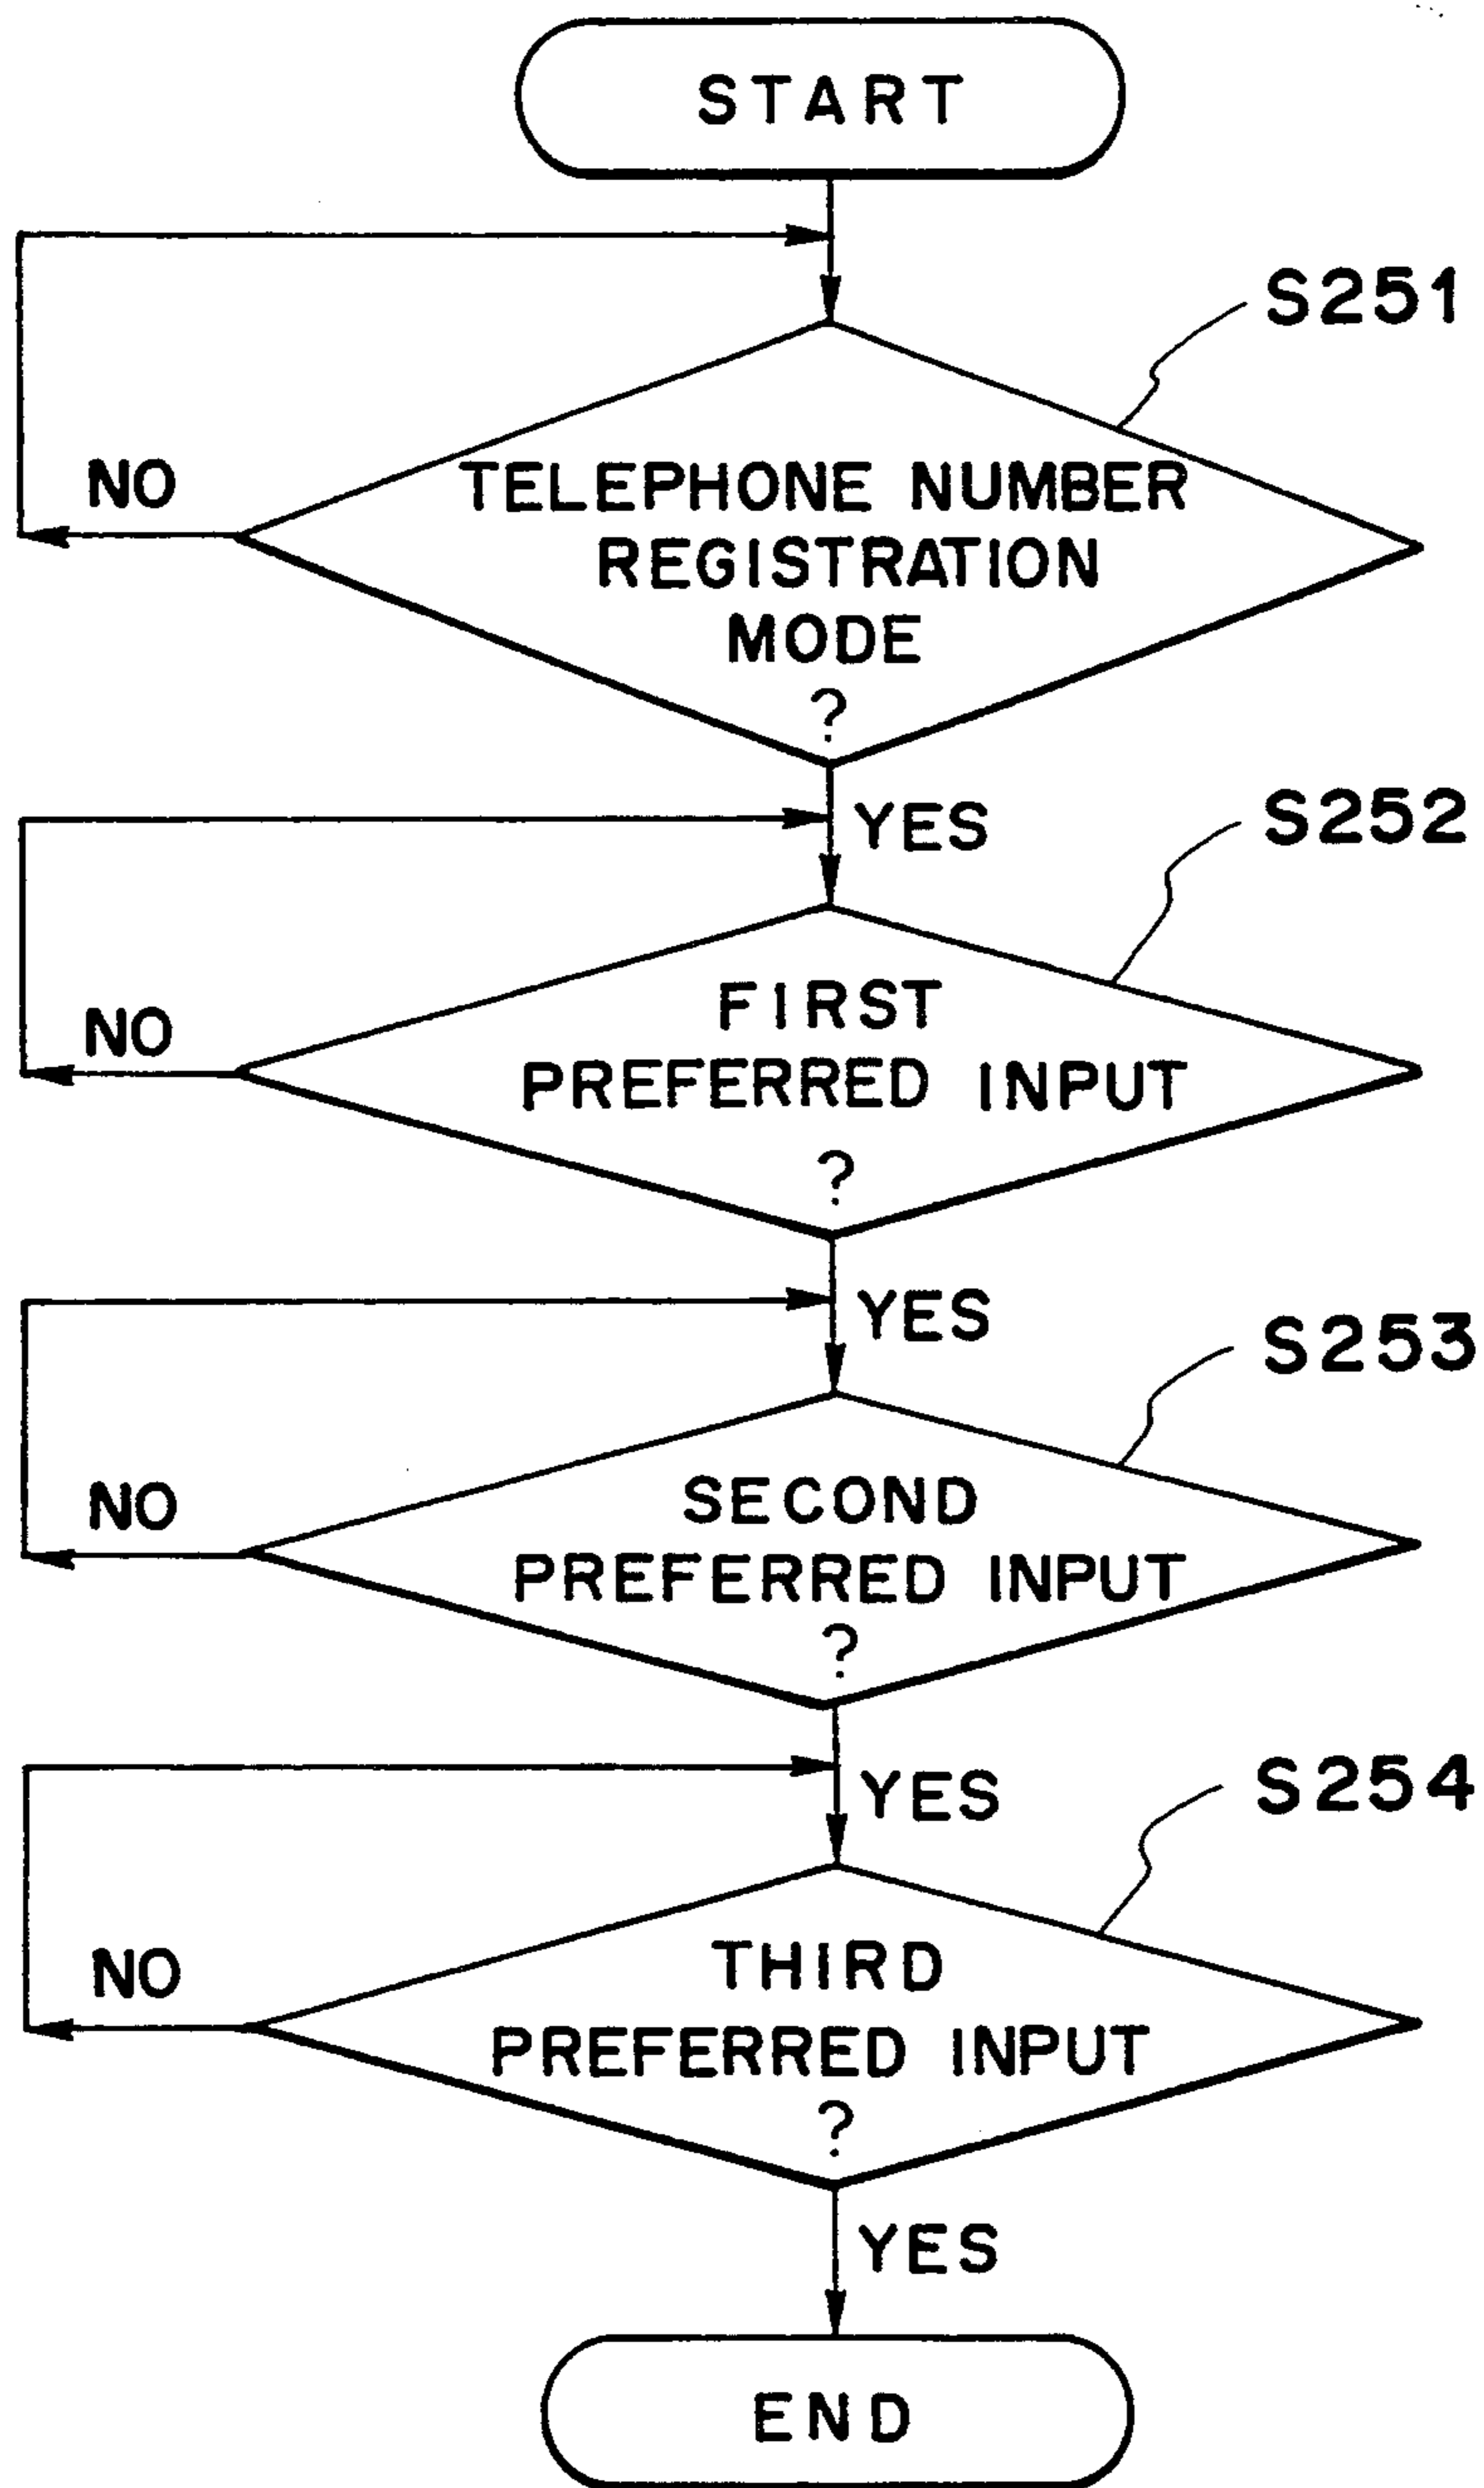 START
S251
NO
TELEPHONE NUMBER
REGISTRATION
MODE
?
YES
S252
NO
FIRST
PREFERRED INPUT
?
YES
S253
NO
SECOND
PREFERRED INPUT
?
YES
S254
NO
THIRD
PREFERRED INPUT
?
YES
END